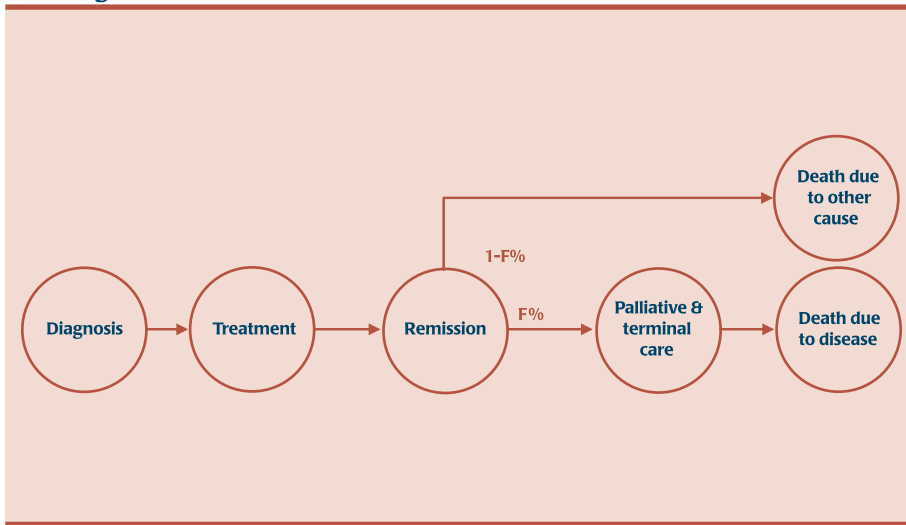 Death due
to other
cause
1-F%
Diagnosis
Treatment
Remission
F%
Palliative &
terminal
care
Death due
to disease